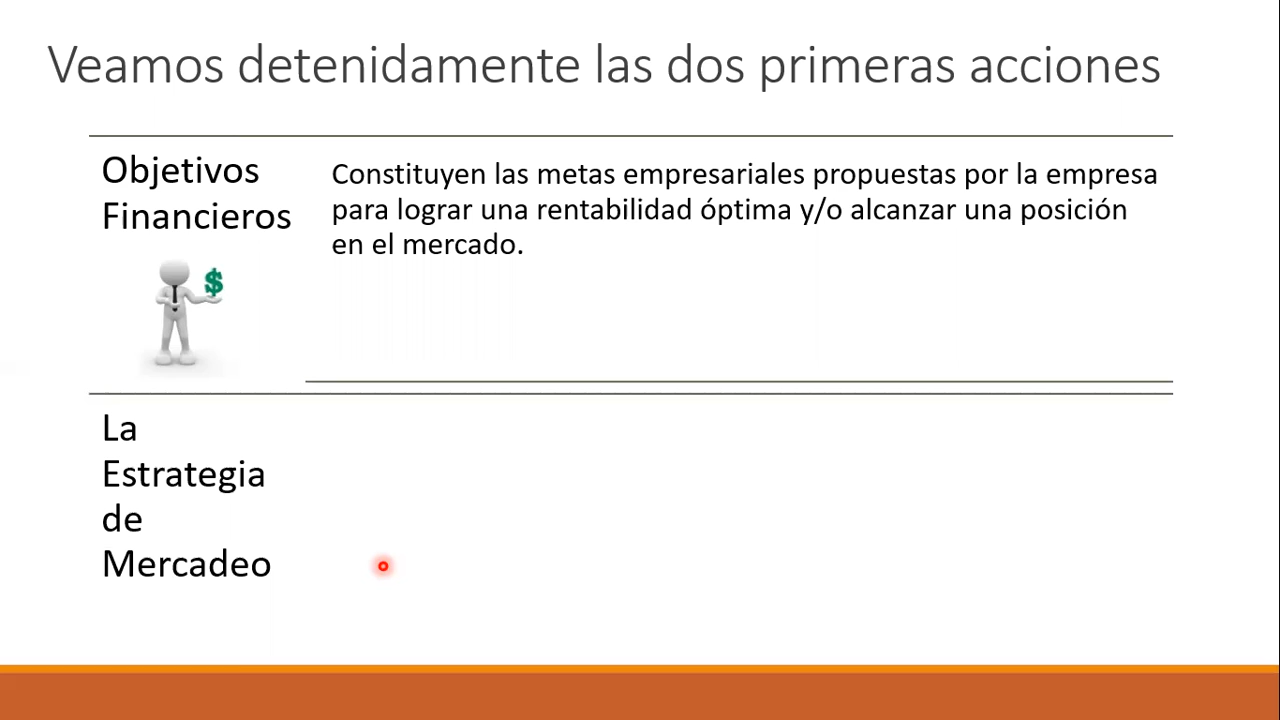 Veamos detenidamente las dos primeras acciones
Objetivos
Financieros
Constituyen las metas empresariales propuestas por la empresa
para lograr una rentabilidad óptima y/o alcanzar una posición
en el mercado.
$
La
Estrategia
de
Mercadeo